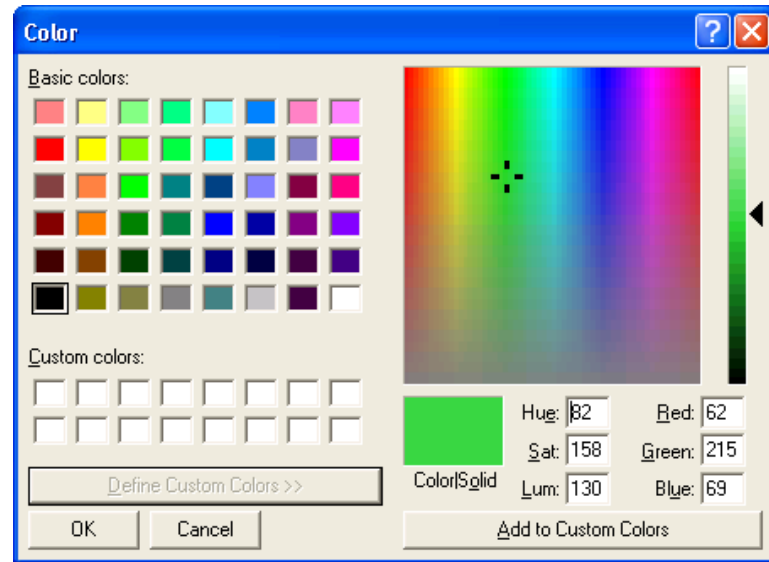 Color
?
Basic colors:
Custom colors:
Define Custom Colors >>
OK
Cancel
Color|Solid
Hue: 82
Sat: 158
Lum: 130
Red: 62
Green: 215
Blue: 69
Add to Custom Colors